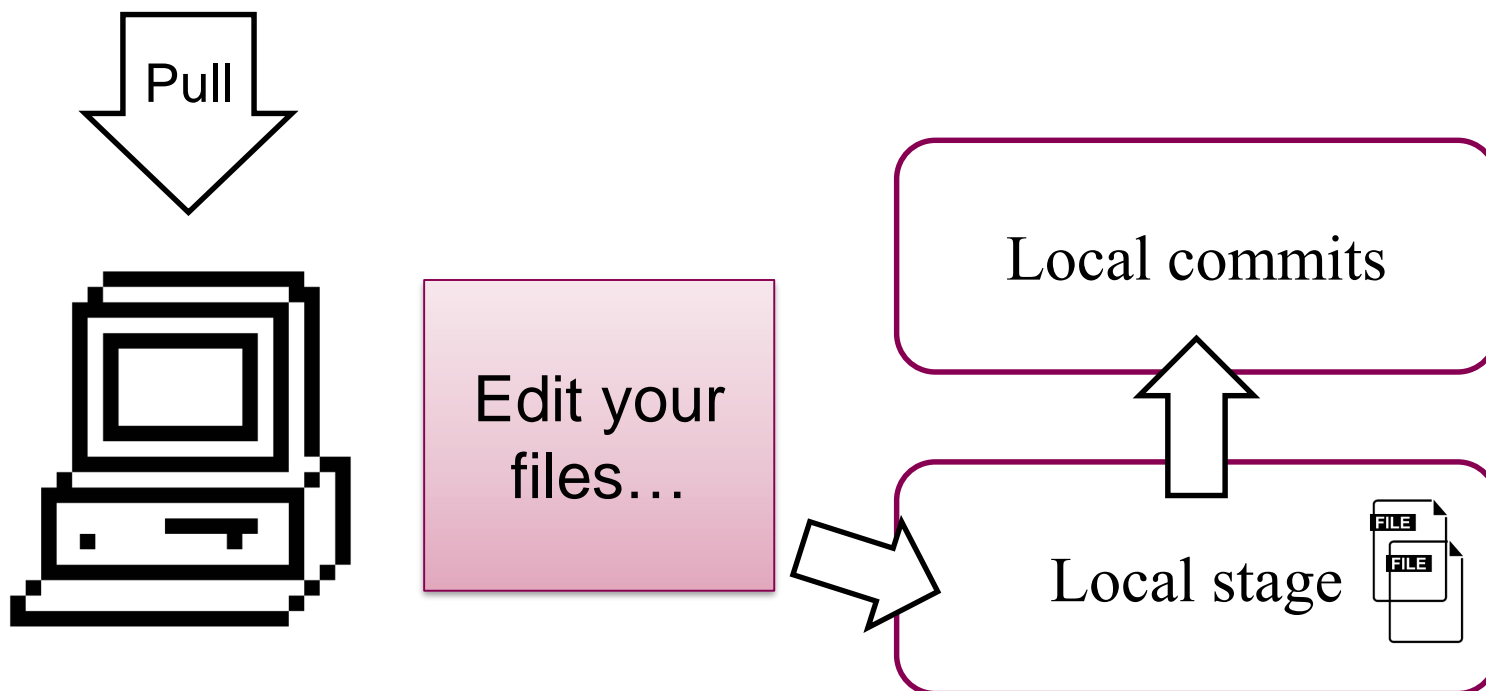 Pull
Edit your
files…
Local commits
Local stage
FILE
FILE